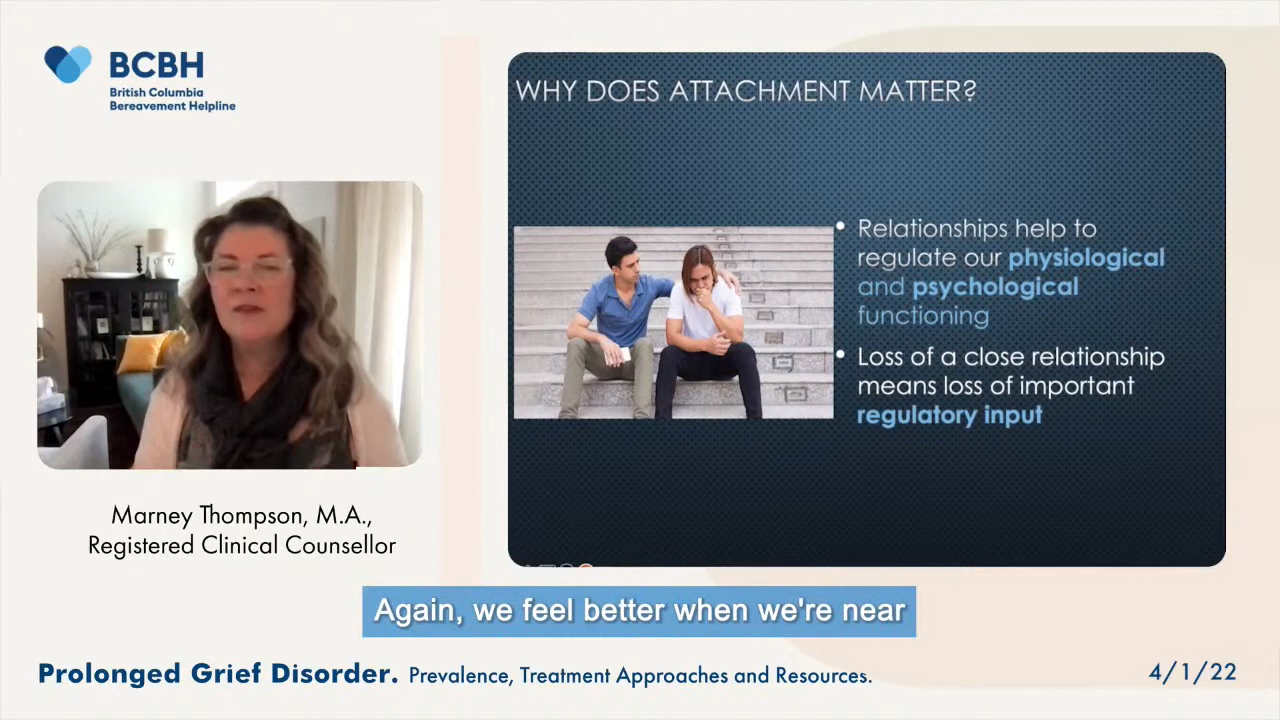 BCBH
British Columbia
Bereavement Helpline
WHY DOES ATTACHMENT MATTER?
• Relationships help to
regulate our physiological
and psychological
functioning
• Loss of a close relationship
means loss of important
regulatory input
Marney Thompson, M.A.,
Registered Clinical Counsellor
Again, we feel better when we're near
Prolonged Grief Disorder. Prevalence, Treatment Approaches and Resources.
4/1/22